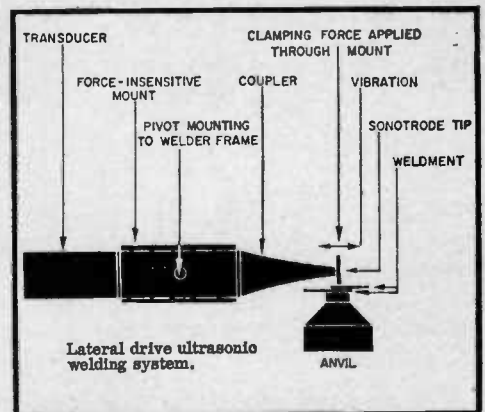 TRANSDUCER
CLAMPING FORCE APPLIED
THROUGH MOUNT
FORCE-INSENSITIVE
MOUNT
COUPLER
VIBRATION
PIVOT MOUNTING
TO WELDER FRAME
SONOTRODE TIP
WELDMENT
Lateral drive ultrasonic
welding system.
ANVIL